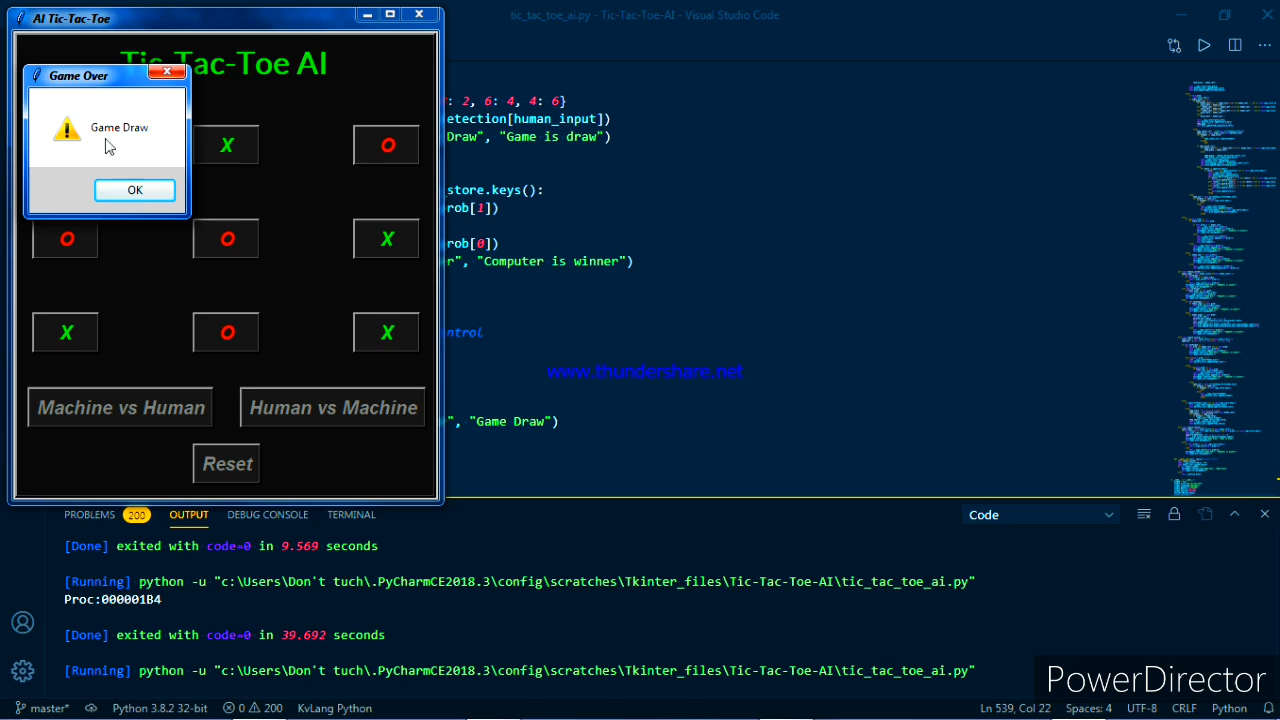 AI Tic-Tac-Toe
tic_tac_toe_ai.py - Tic-Tac-Toe-AI - Visual Studio Code
Tic-Tac-Toe AI
Game Over
Game Draw
OK
X O
O O X
X O X
Machine vs Human Human vs Machine
Reset
: 2, 6: 4, 4: 6}
etection[human_input])
Draw", "Game is draw")
store.keys():
rob[1])
rob[0])
r", "Computer is winner")
ntrol
www.thundershare.net
", "Game Draw")
PROBLEMS 200 OUTPUT DEBUG CONSOLE TERMINAL Code
[Done] exited with code=0 in 9.569 seconds
[Running] python -u "c:\Users\Don't tuch\.PyCharmCE2018.3\config\scratches\Tkinter_files\Tic-Tac-Toe-AI\tic_tac_toe_ai.py"
Proc:000001B4
[Done] exited with code=0 in 39.692 seconds
[Running] python -u "c:\Users\Don't tuch\.PyCharmCE2018.3\config\scratches\Tkinter_files\Tic-Tac-Toe-AI\tic_tac_toe_ai.py"
PowerDirector
master* Python 3.8.2 32-bit 0 200 KvLang Python Ln 539, Col 22 Spaces: 4 UTF-8 CRLF Python